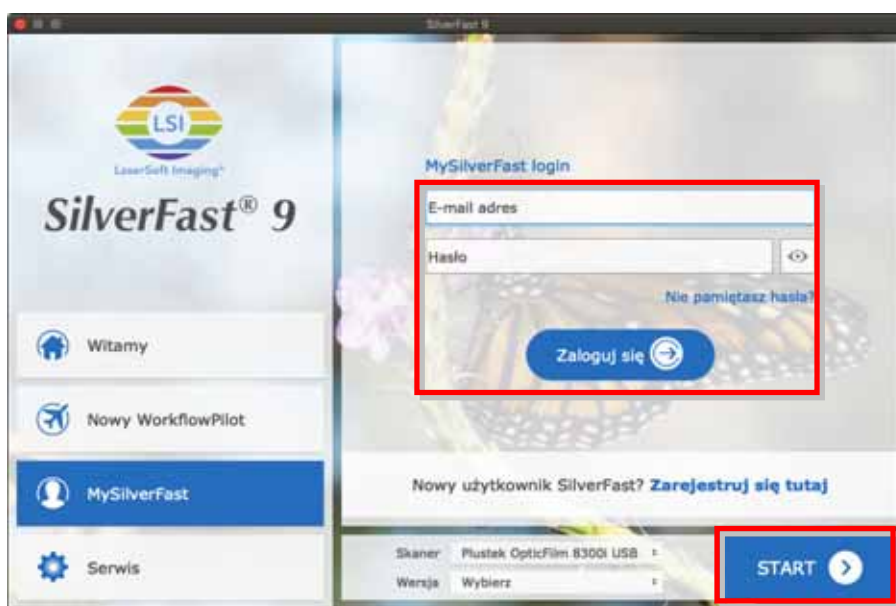 SilverFast 9
LSI
LaserSoft Imaging®
SilverFast® 9
Witamy
Nowy WorkflowPilot
MySilverFast
Serwis
MySilverFast login
E-mail adres
Hasło
Nie pamiętasz hasła?
Zaloguj się
Nowy użytkownik SilverFast? Zarejestruj się tutaj
Skaner Plustek OpticFilm 8300i USB
Wersja Wybierz
START